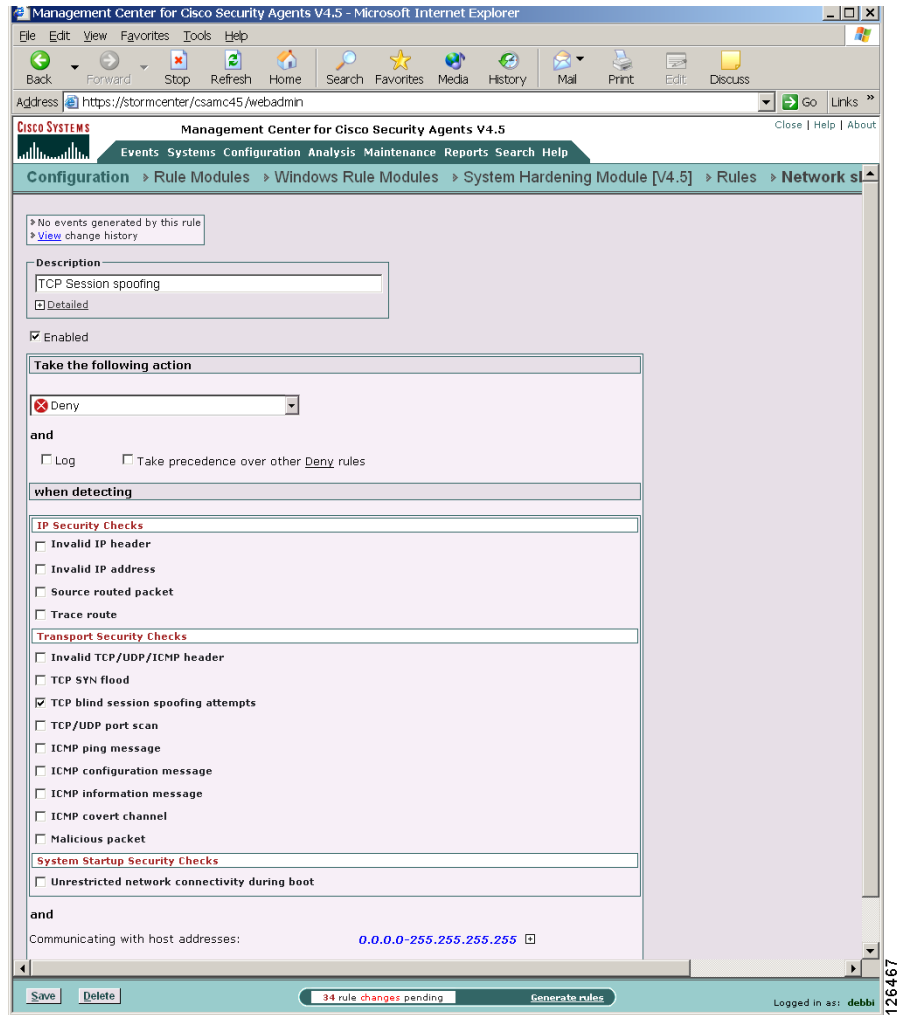 Management Center for Cisco Security Agents V4.5 - Microsoft Internet Explorer
File Edit View Favorites Tools Help
Back Forward Stop Refresh Home Search Favorites Media History Mail Print Edit Discuss
Address https://stormcenter/csamc45/webadmin Go Links »
CISCO SYSTEMS Management Center for Cisco Security Agents V4.5 Close | Help | About
Events Systems Configuration Analysis Maintenance Reports Search Help
Configuration Rule Modules Windows Rule Modules System Hardening Module [V4.5] Rules Network sl
No events generated by this rule
View change history
Description
TCP Session spoofing
Detailed
Enabled
Take the following action
Deny
and
Log Take precedence over other Deny rules
when detecting
IP Security Checks
Invalid IP header
Invalid IP address
Source routed packet
Trace route
Transport Security Checks
Invalid TCP/UDP/ICMP header
TCP SYN flood
TCP blind session spoofing attempts
TCP/UDP port scan
ICMP ping message
ICMP configuration message
ICMP information message
ICMP covert channel
Malicious packet
System Startup Security Checks
Unrestricted network connectivity during boot
and
Communicating with host addresses: 0.0.0.0-255.255.255.255
Save Delete 34 rule changes pending Generate rules Logged in as: debbi
126467